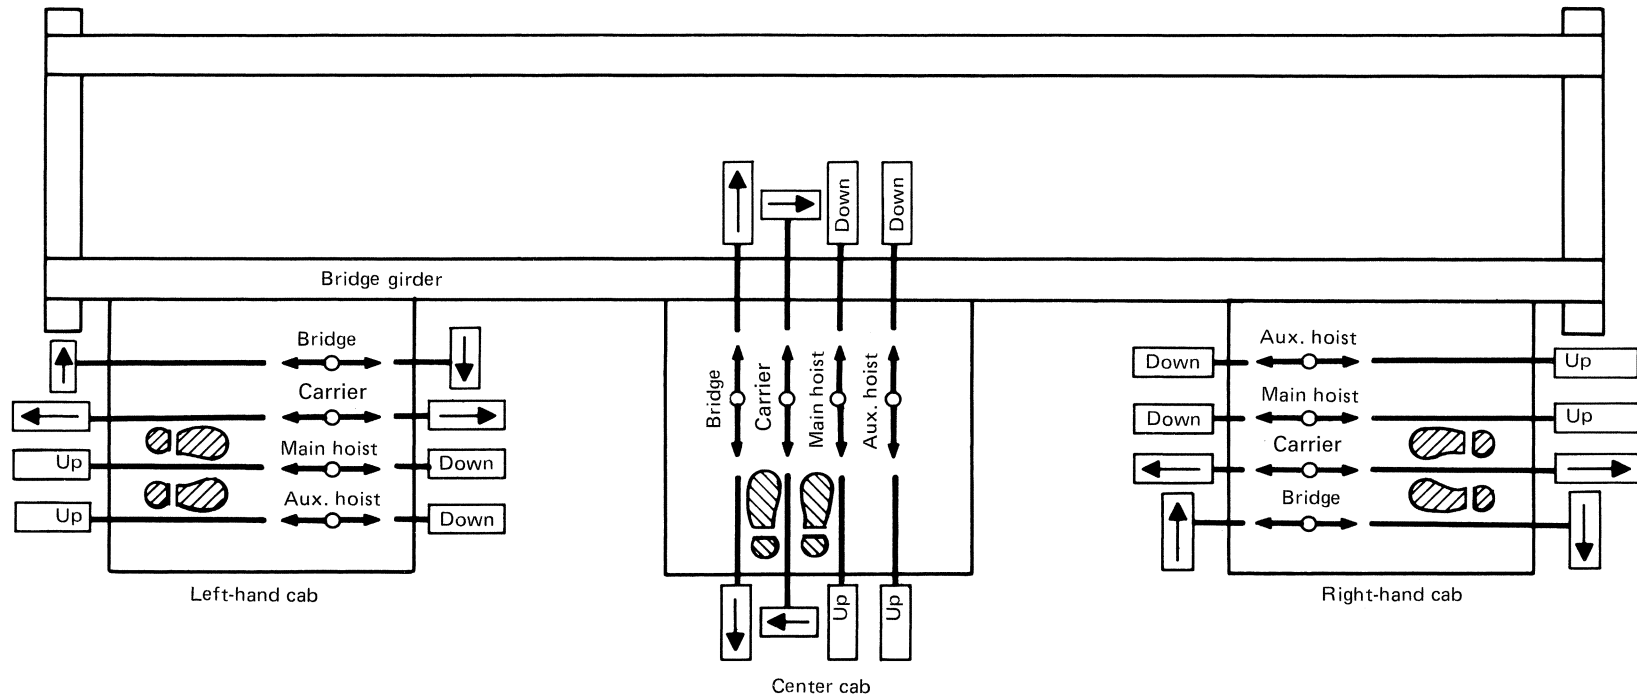 Down
Down
Bridge girder
Bridge
Carrier
Main hoist
Aux. hoist
Up
Up
Down
Down
Left-hand cab
Bridge
Carrier
Main hoist
Aux. hoist
Up
Up
Center cab
Aux. hoist
Main hoist
Carrier
Bridge
Down
Down
Up
Up
Right-hand cab